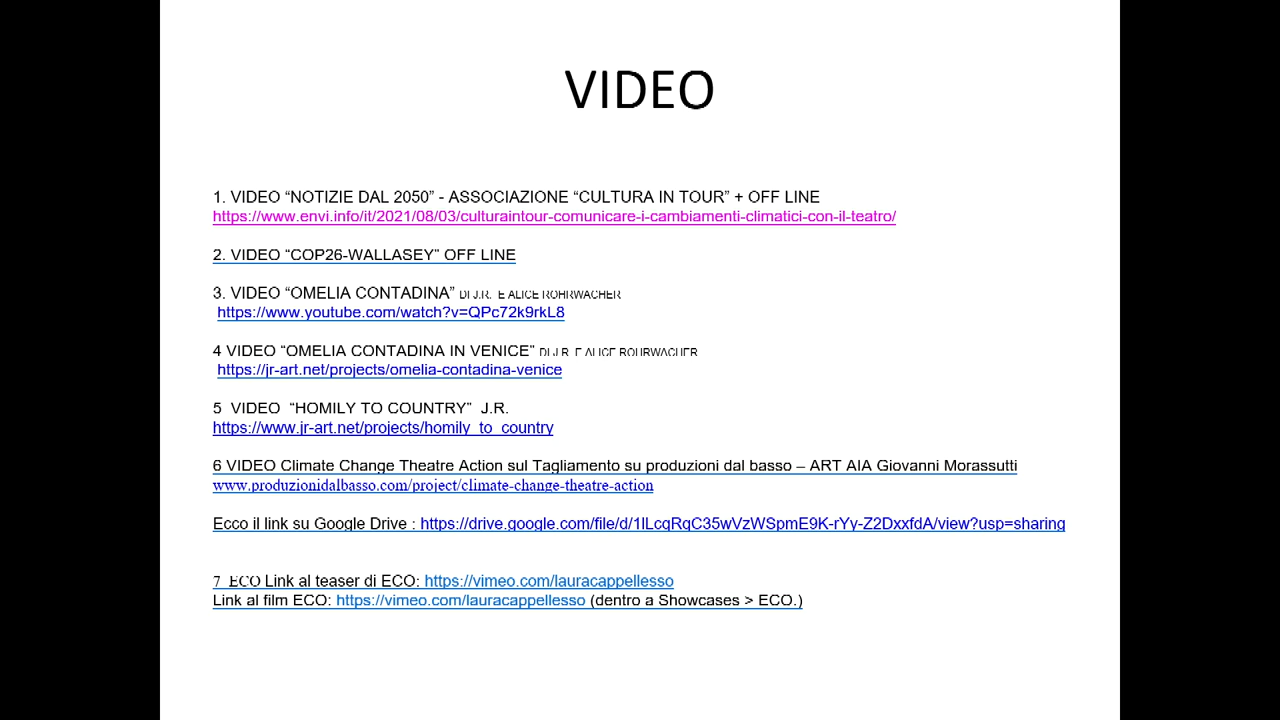 VIDEO
1. VIDEO “NOTIZIE DAL 2050” - ASSOCIAZIONE “CULTURA IN TOUR” + OFF LINE
https://www.envi.info/it/2021/08/03/culturaintour-comunicare-i-cambiamenti-climatici-con-il-teatro/
2. VIDEO “COP26-WALLASEY” OFF LINE
3. VIDEO “OMELIA CONTADINA” DI J.R. E ALICE ROHRWACHER
https://www.youtube.com/watch?v=QPc72k9rkL8
4 VIDEO “OMELIA CONTADINA IN VENICE” DI J.R. E ALICE ROHRWACHER
https://jr-art.net/projects/omelia-contadina-venice
5 VIDEO “HOMILY TO COUNTRY” J.R.
https://www.jr-art.net/projects/homily_to_country
6 VIDEO Climate Change Theatre Action sul Tagliamento su produzioni dal basso – ART AIA Giovanni Morassutti
www.produzionidalbasso.com/project/climate-change-theatre-action
Ecco il link su Google Drive : https://drive.google.com/file/d/1lLcqRqC35wVzWSpmE9K-rYy-Z2DxxfdA/view?usp=sharing
7 ECO Link al teaser di ECO: https://vimeo.com/lauracappellesso
Link al film ECO: https://vimeo.com/lauracappellesso (dentro a Showcases > ECO.)